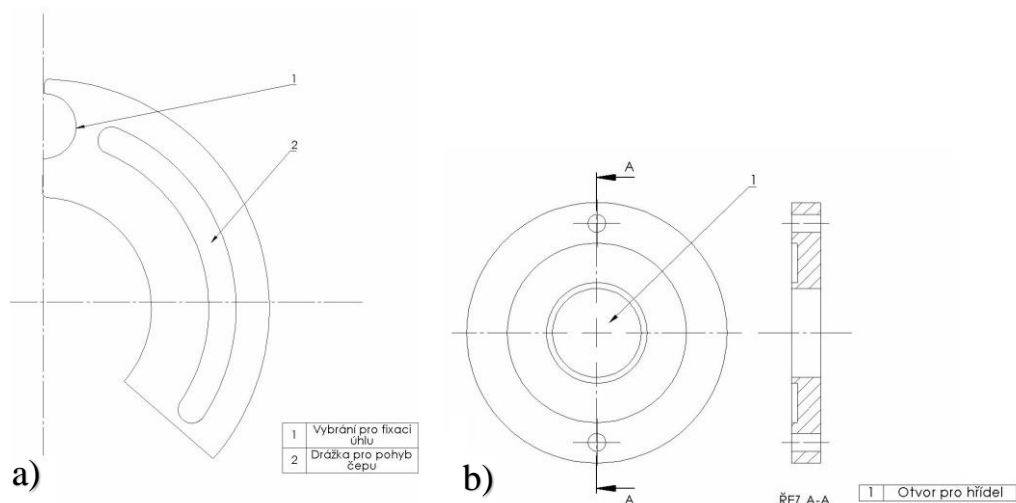 1
2
1 Vybrání pro fixaci
úhlu
2 Drážka pro pohyb
čepu
a)
A
1
A
ŘEZ A-A
1 Otvor pro hřídel
b)